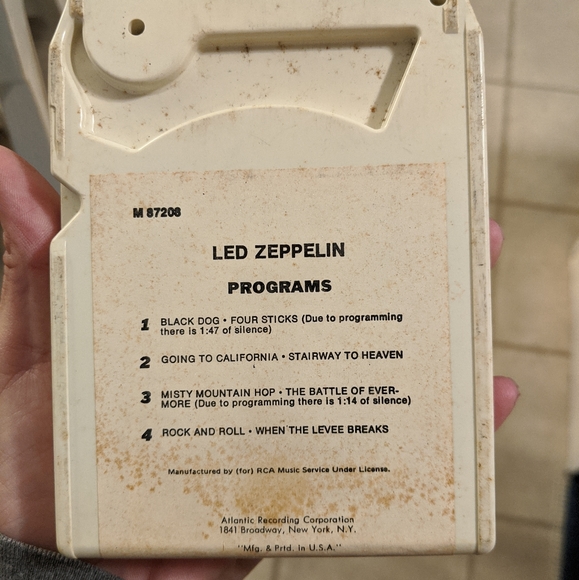 M 87208
LED ZEPPELIN
PROGRAMS
1 BLACK DOG • FOUR STICKS (Due to programming
there is 1:47 of silence)
2 GOING TO CALIFORNIA • STAIRWAY TO HEAVEN
3 MISTY MOUNTAIN HOP • THE BATTLE OF EVER-
MORE (Due to programming there is 1:14 of silence)
4 ROCK AND ROLL • WHEN THE LEVEE BREAKS
Manufactured by (for) RCA Music Service Under License.
Atlantic Recording Corporation
1841 Broadway, New York, N.Y.
"Mfg. & Prtd. in U.S.A."